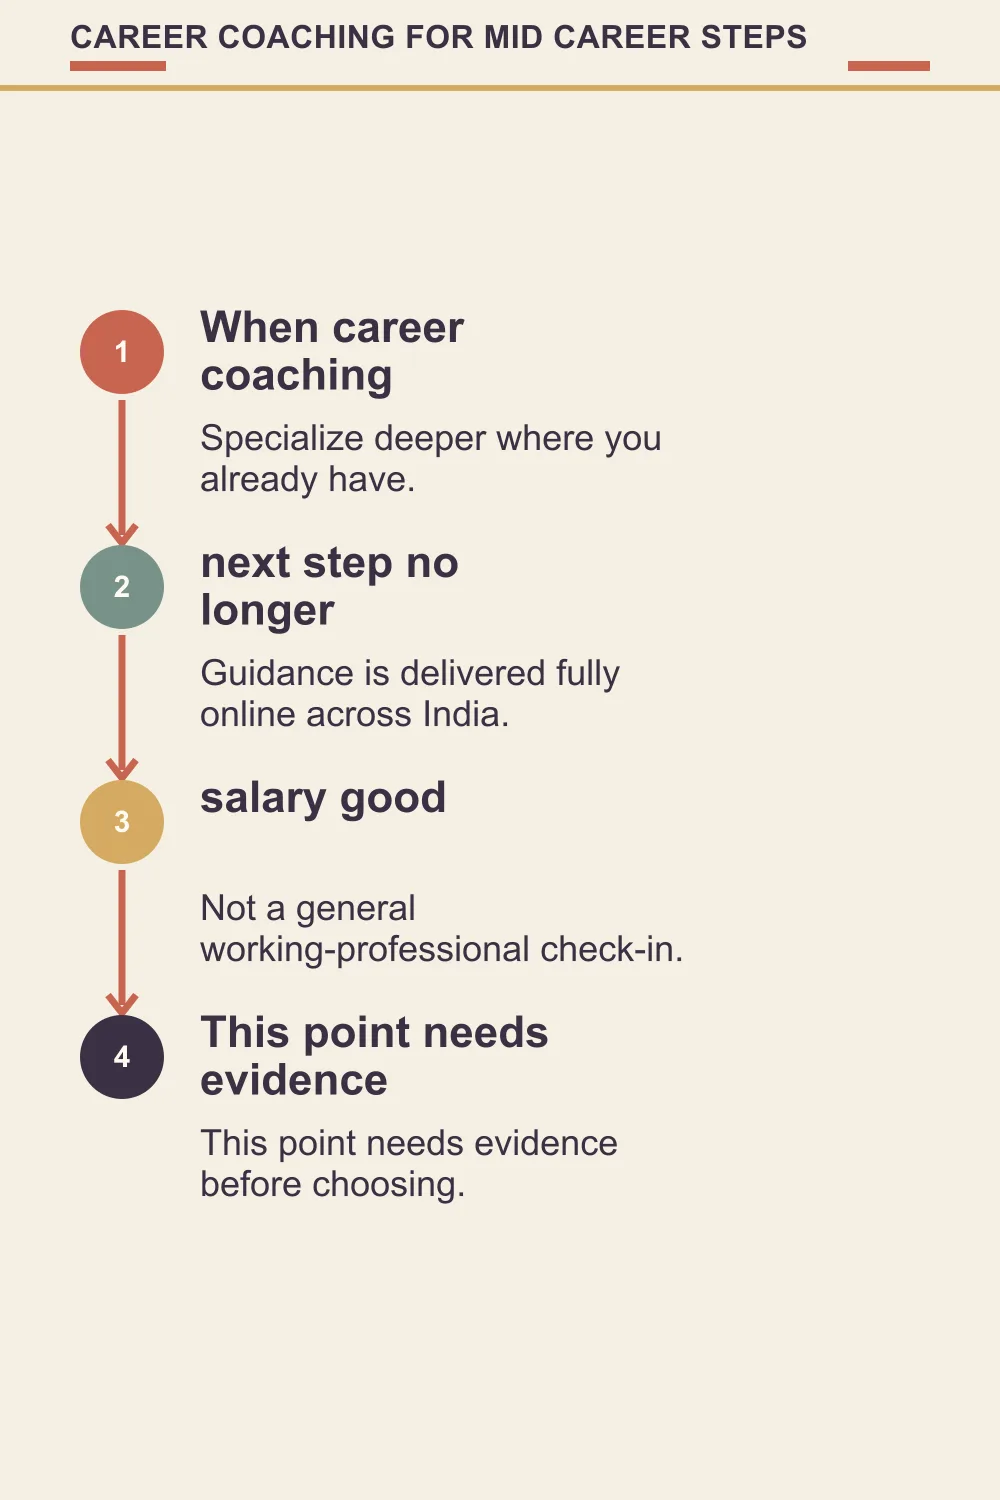 CAREER COACHING FOR MID CAREER STEPS
1
When career
coaching
Specialize deeper where you
already have.
2
next step no
longer
Guidance is delivered fully
online across India.
3
salary good
Not a general
working-professional check-in.
4
This point needs
evidence
This point needs evidence
before choosing.